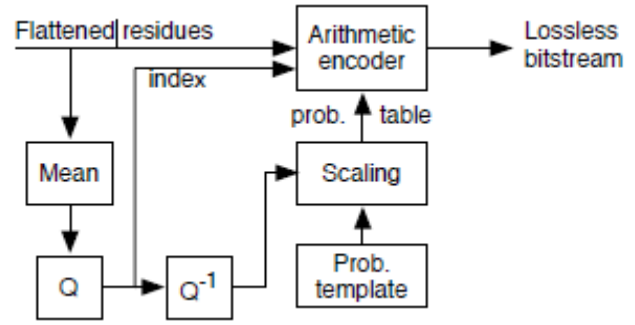 Flattened residues
Arithmetic
encoder
Lossless
bitstream
index
prob. table
Mean
Scaling
Q
Q-1
Prob.
template